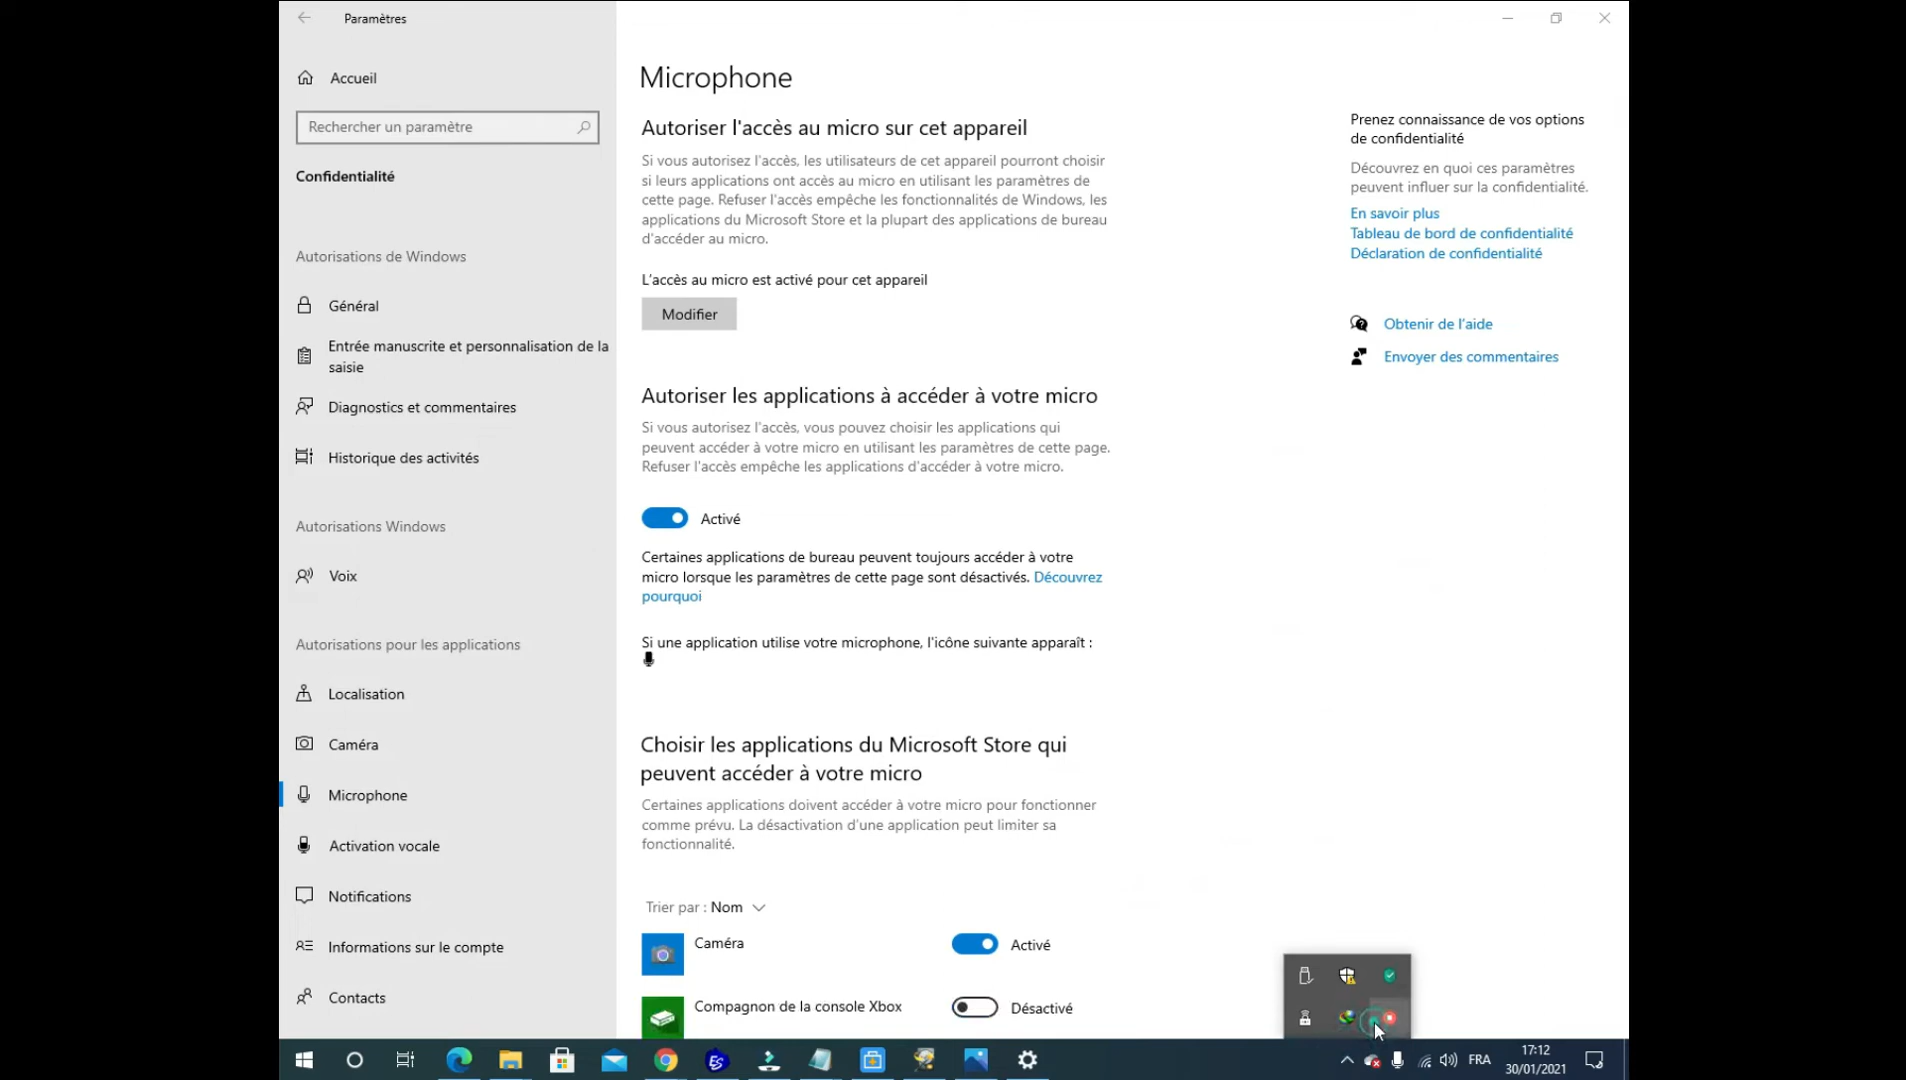 Paramètres
Accueil
Rechercher un paramètre
Confidentialité
Autorisations de Windows
Général
Entrée manuscrite et personnalisation de la
saisie
Diagnostics et commentaires
Historique des activités
Autorisations Windows
Voix
Autorisations pour les applications
Localisation
Caméra
Microphone
Activation vocale
Notifications
Informations sur le compte
Contacts
Microphone
Autoriser l'accès au micro sur cet appareil
Si vous autorisez l'accès, les utilisateurs de cet appareil pourront choisir
si leurs applications ont accès au micro en utilisant les paramètres de
cette page. Refuser l'accès empêche les fonctionnalités de Windows, les
applications du Microsoft Store et la plupart des applications de bureau
d'accéder au micro.
L'accès au micro est activé pour cet appareil
Modifier
Autoriser les applications à accéder à votre micro
Si vous autorisez l'accès, vous pouvez choisir les applications qui
peuvent accéder à votre micro en utilisant les paramètres de cette page.
Refuser l'accès empêche les applications d'accéder à votre micro.
Activé
Certaines applications de bureau peuvent toujours accéder à votre
micro lorsque les paramètres de cette page sont désactivés. Découvrez
pourquoi
Si une application utilise votre microphone, l'icône suivante apparaît :
Choisir les applications du Microsoft Store qui
peuvent accéder à votre micro
Certaines applications doivent accéder à votre micro pour fonctionner
comme prévu. La désactivation d'une application peut limiter sa
fonctionnalité.
Trier par : Nom
Caméra
Activé
Compagnon de la console Xbox
Désactivé
Prenez connaissance de vos options
de confidentialité
Découvrez en quoi ces paramètres
peuvent influer sur la confidentialité.
En savoir plus
Tableau de bord de confidentialité
Déclaration de confidentialité
Obtenir de l'aide
Envoyer des commentaires
ES
FRA
17:12
30/01/2021